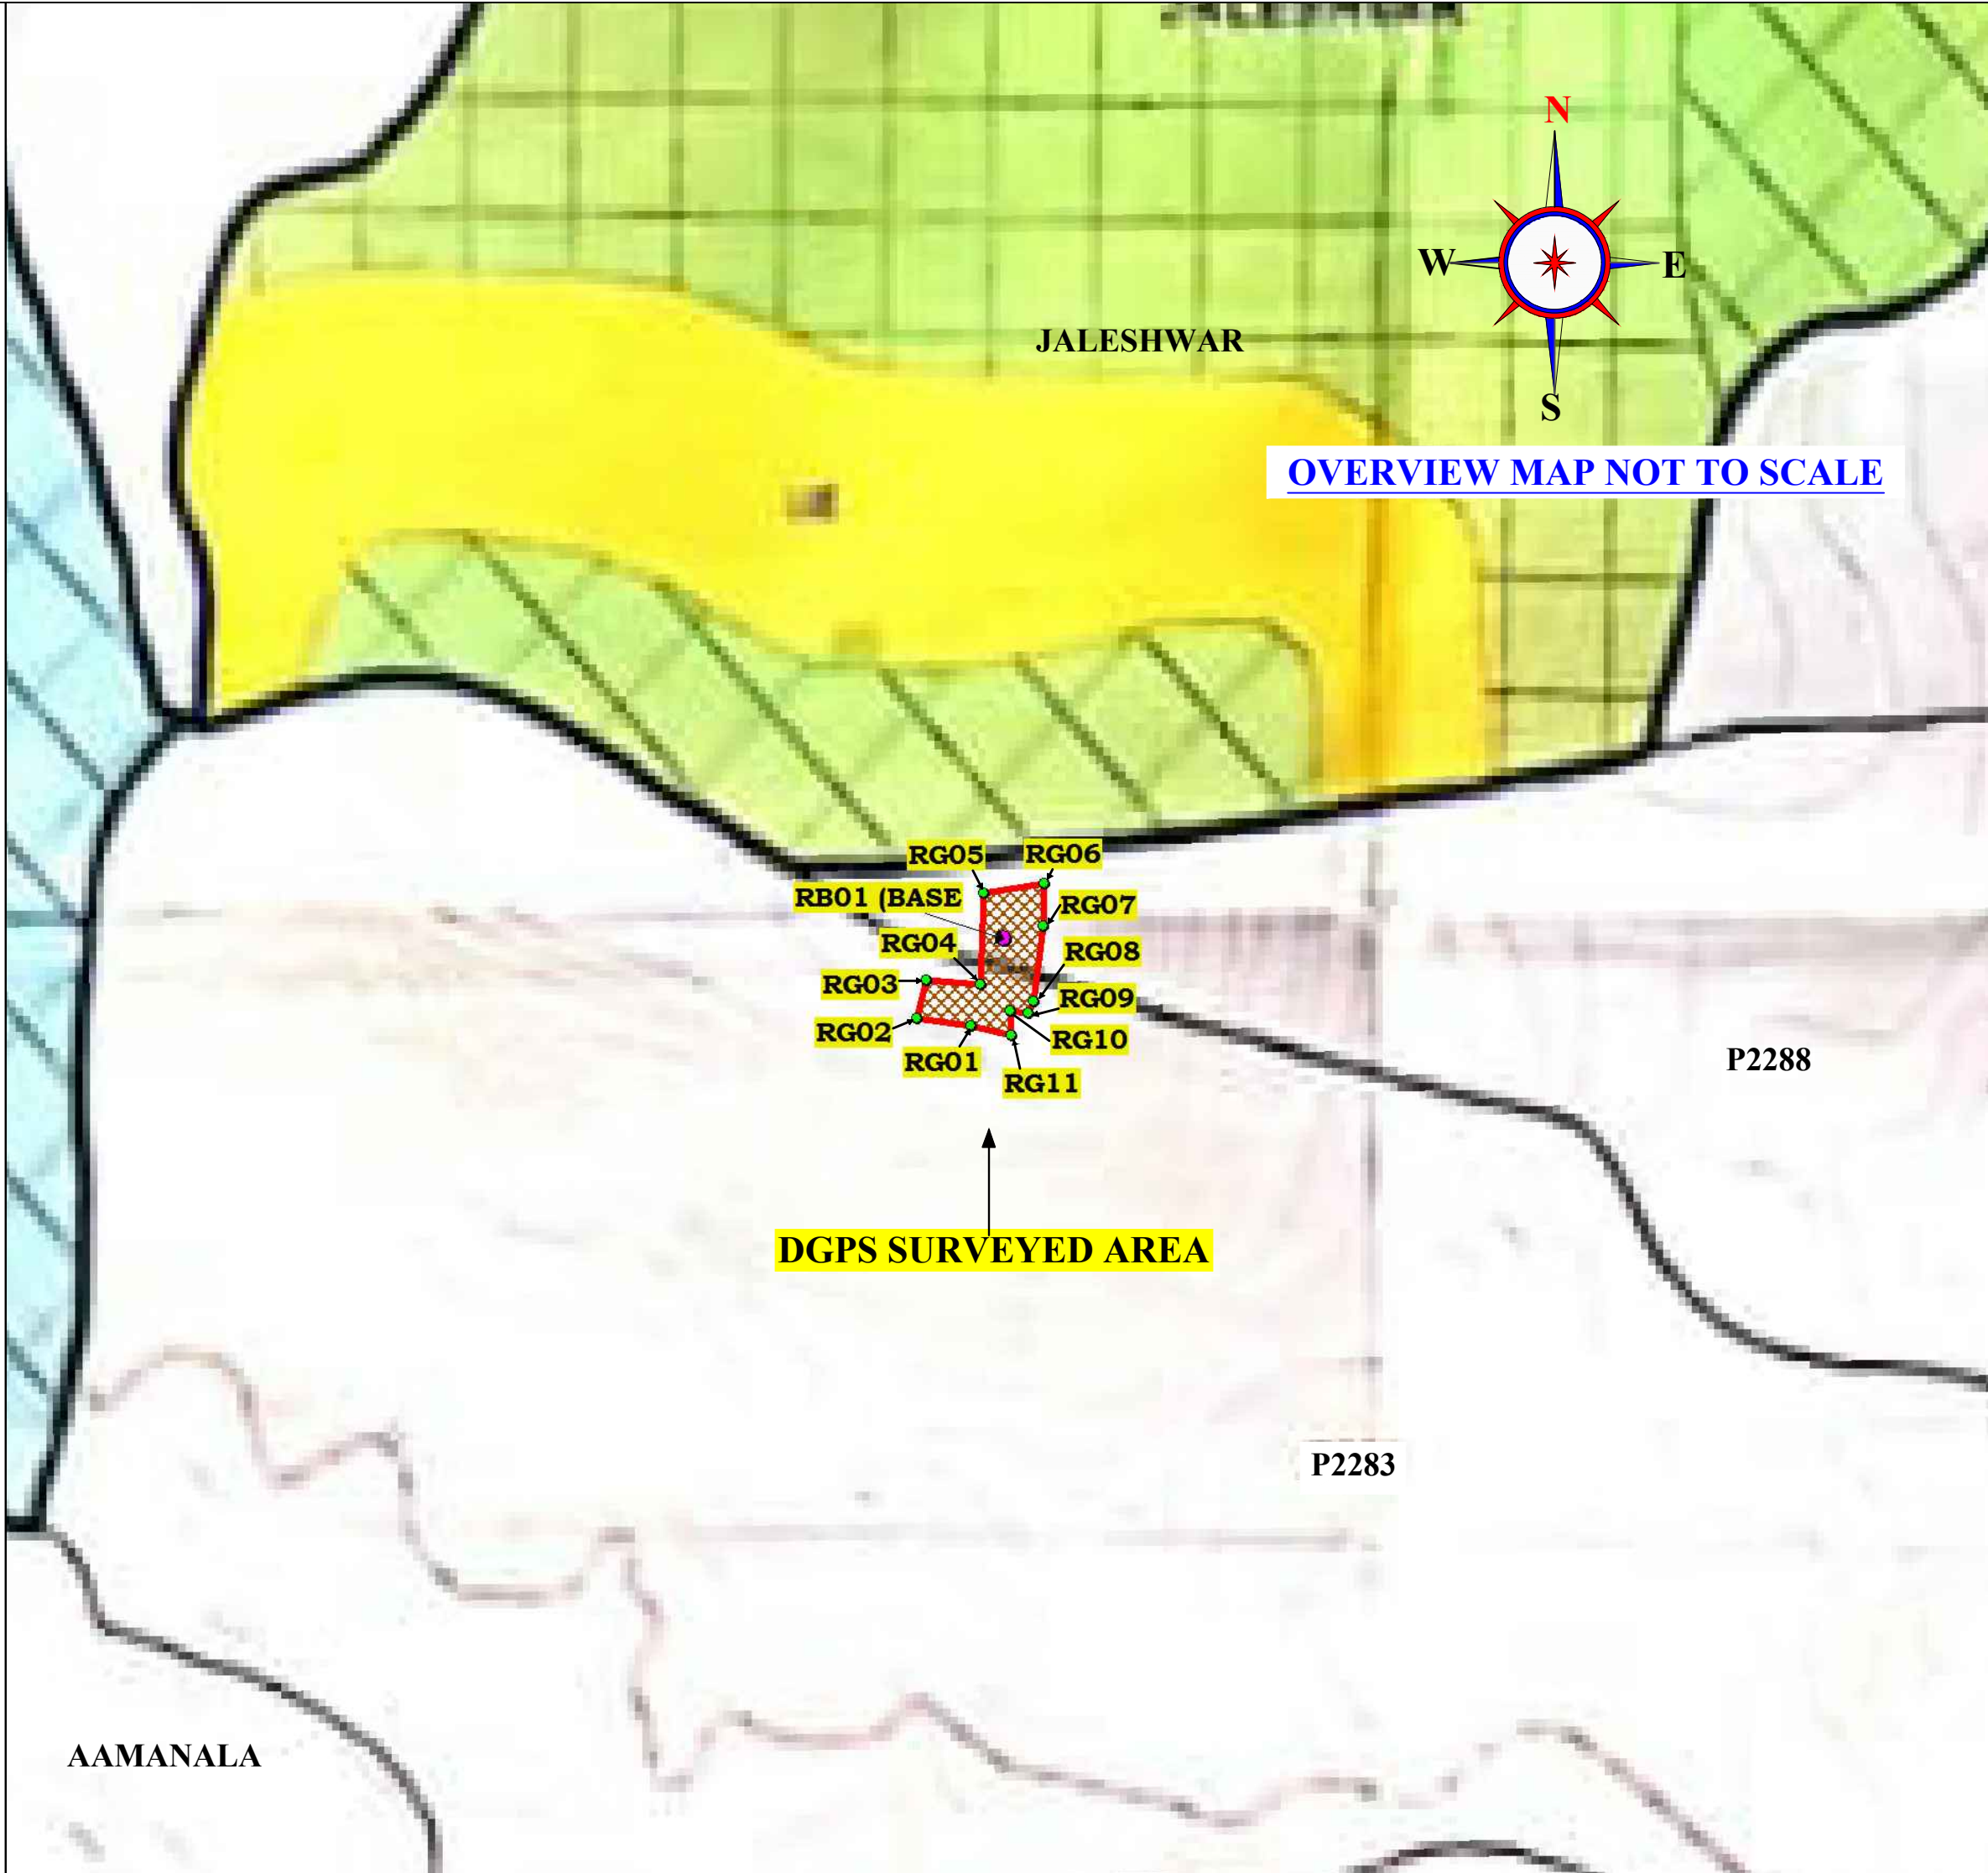 N
W
E
S
JALESHWAR
OVERVIEW MAP NOT TO SCALE
RG05
RG06
RB01 (BASE
RG07
RG04
RG08
RG03
RG09
RG02
RG10
RG01
RG11
P2288
DGPS SURVEYED AREA
P2283
AAMANALA